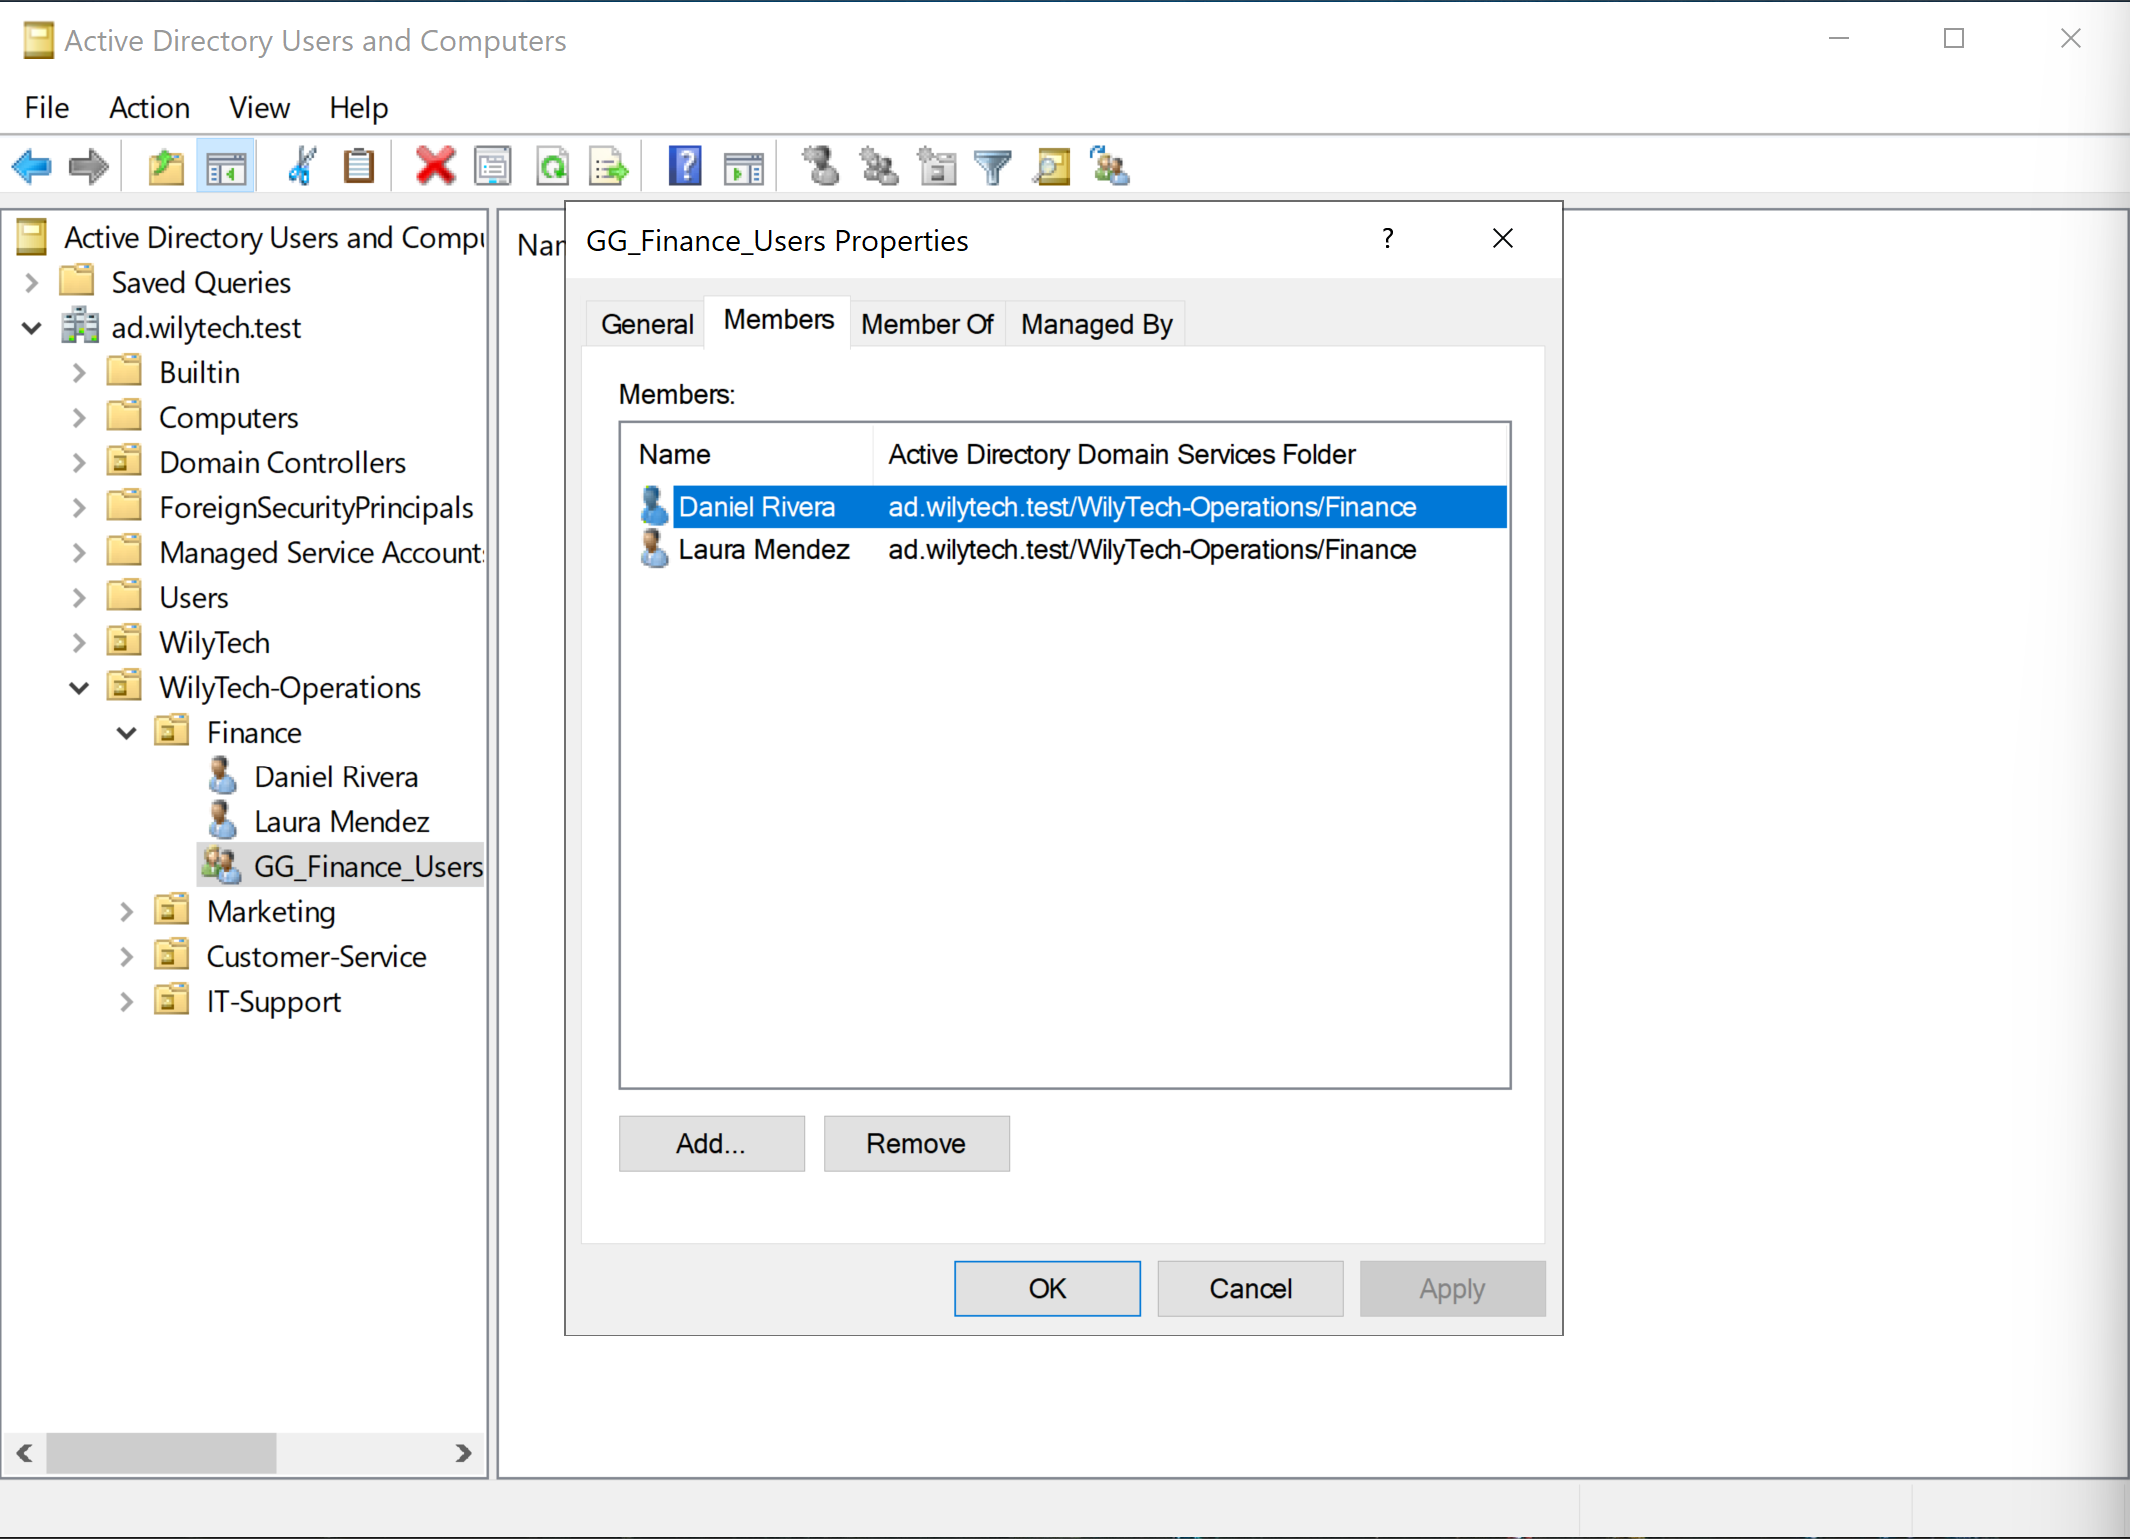 Active Directory Users and Computers
File Action View Help
Active Directory Users and Compu
Saved Queries
ad.wilytech.test
Builtin
Computers
Domain Controllers
ForeignSecurityPrincipals
Managed Service Account
Users
WilyTech
WilyTech-Operations
Finance
Daniel Rivera
Laura Mendez
GG_Finance_Users
Marketing
Customer-Service
IT-Support
Nar
GG_Finance_Users Properties
?
General Members Member Of Managed By
Members:
Name Active Directory Domain Services Folder
Daniel Rivera ad.wilytech.test/WilyTech-Operations/Finance
Laura Mendez ad.wilytech.test/WilyTech-Operations/Finance
Add... Remove
OK Cancel Apply